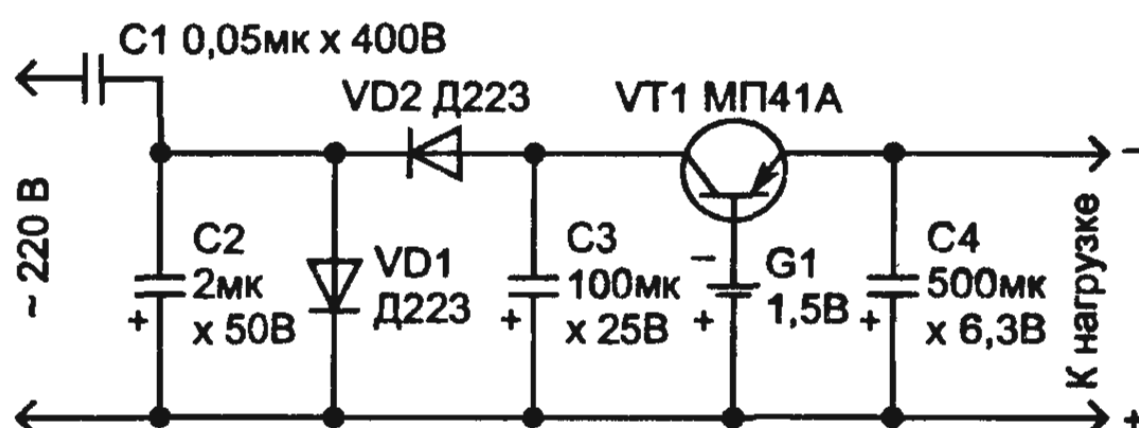 C1 0,05мк x 400В
VD2 Д223
VT1 МП41А
–
~ 220 В
C2
2мк
x 50В
+
VD1
Д223
C3
100мк
x 25В
+
–
G1
1,5В
+
C4
500мк
x 6,3В
+
К нагрузке
+